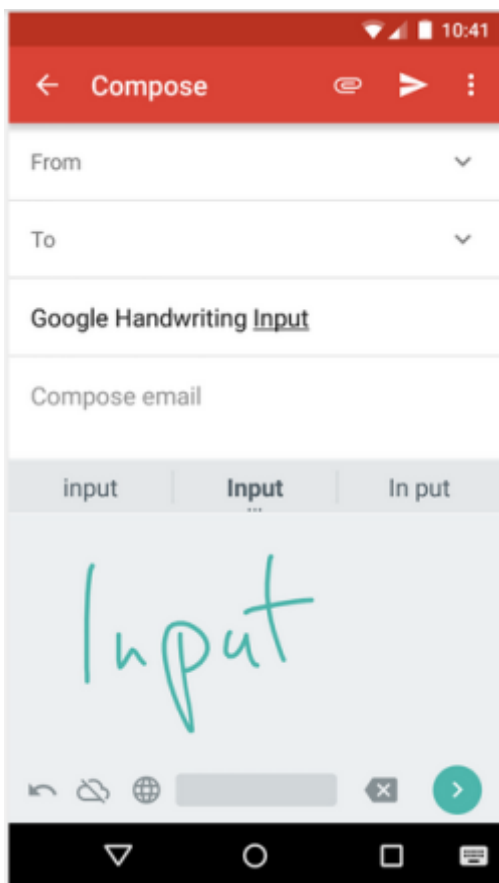 10:41
Compose
From
To
Google Handwriting Input
Compose email
input Input In put
Input